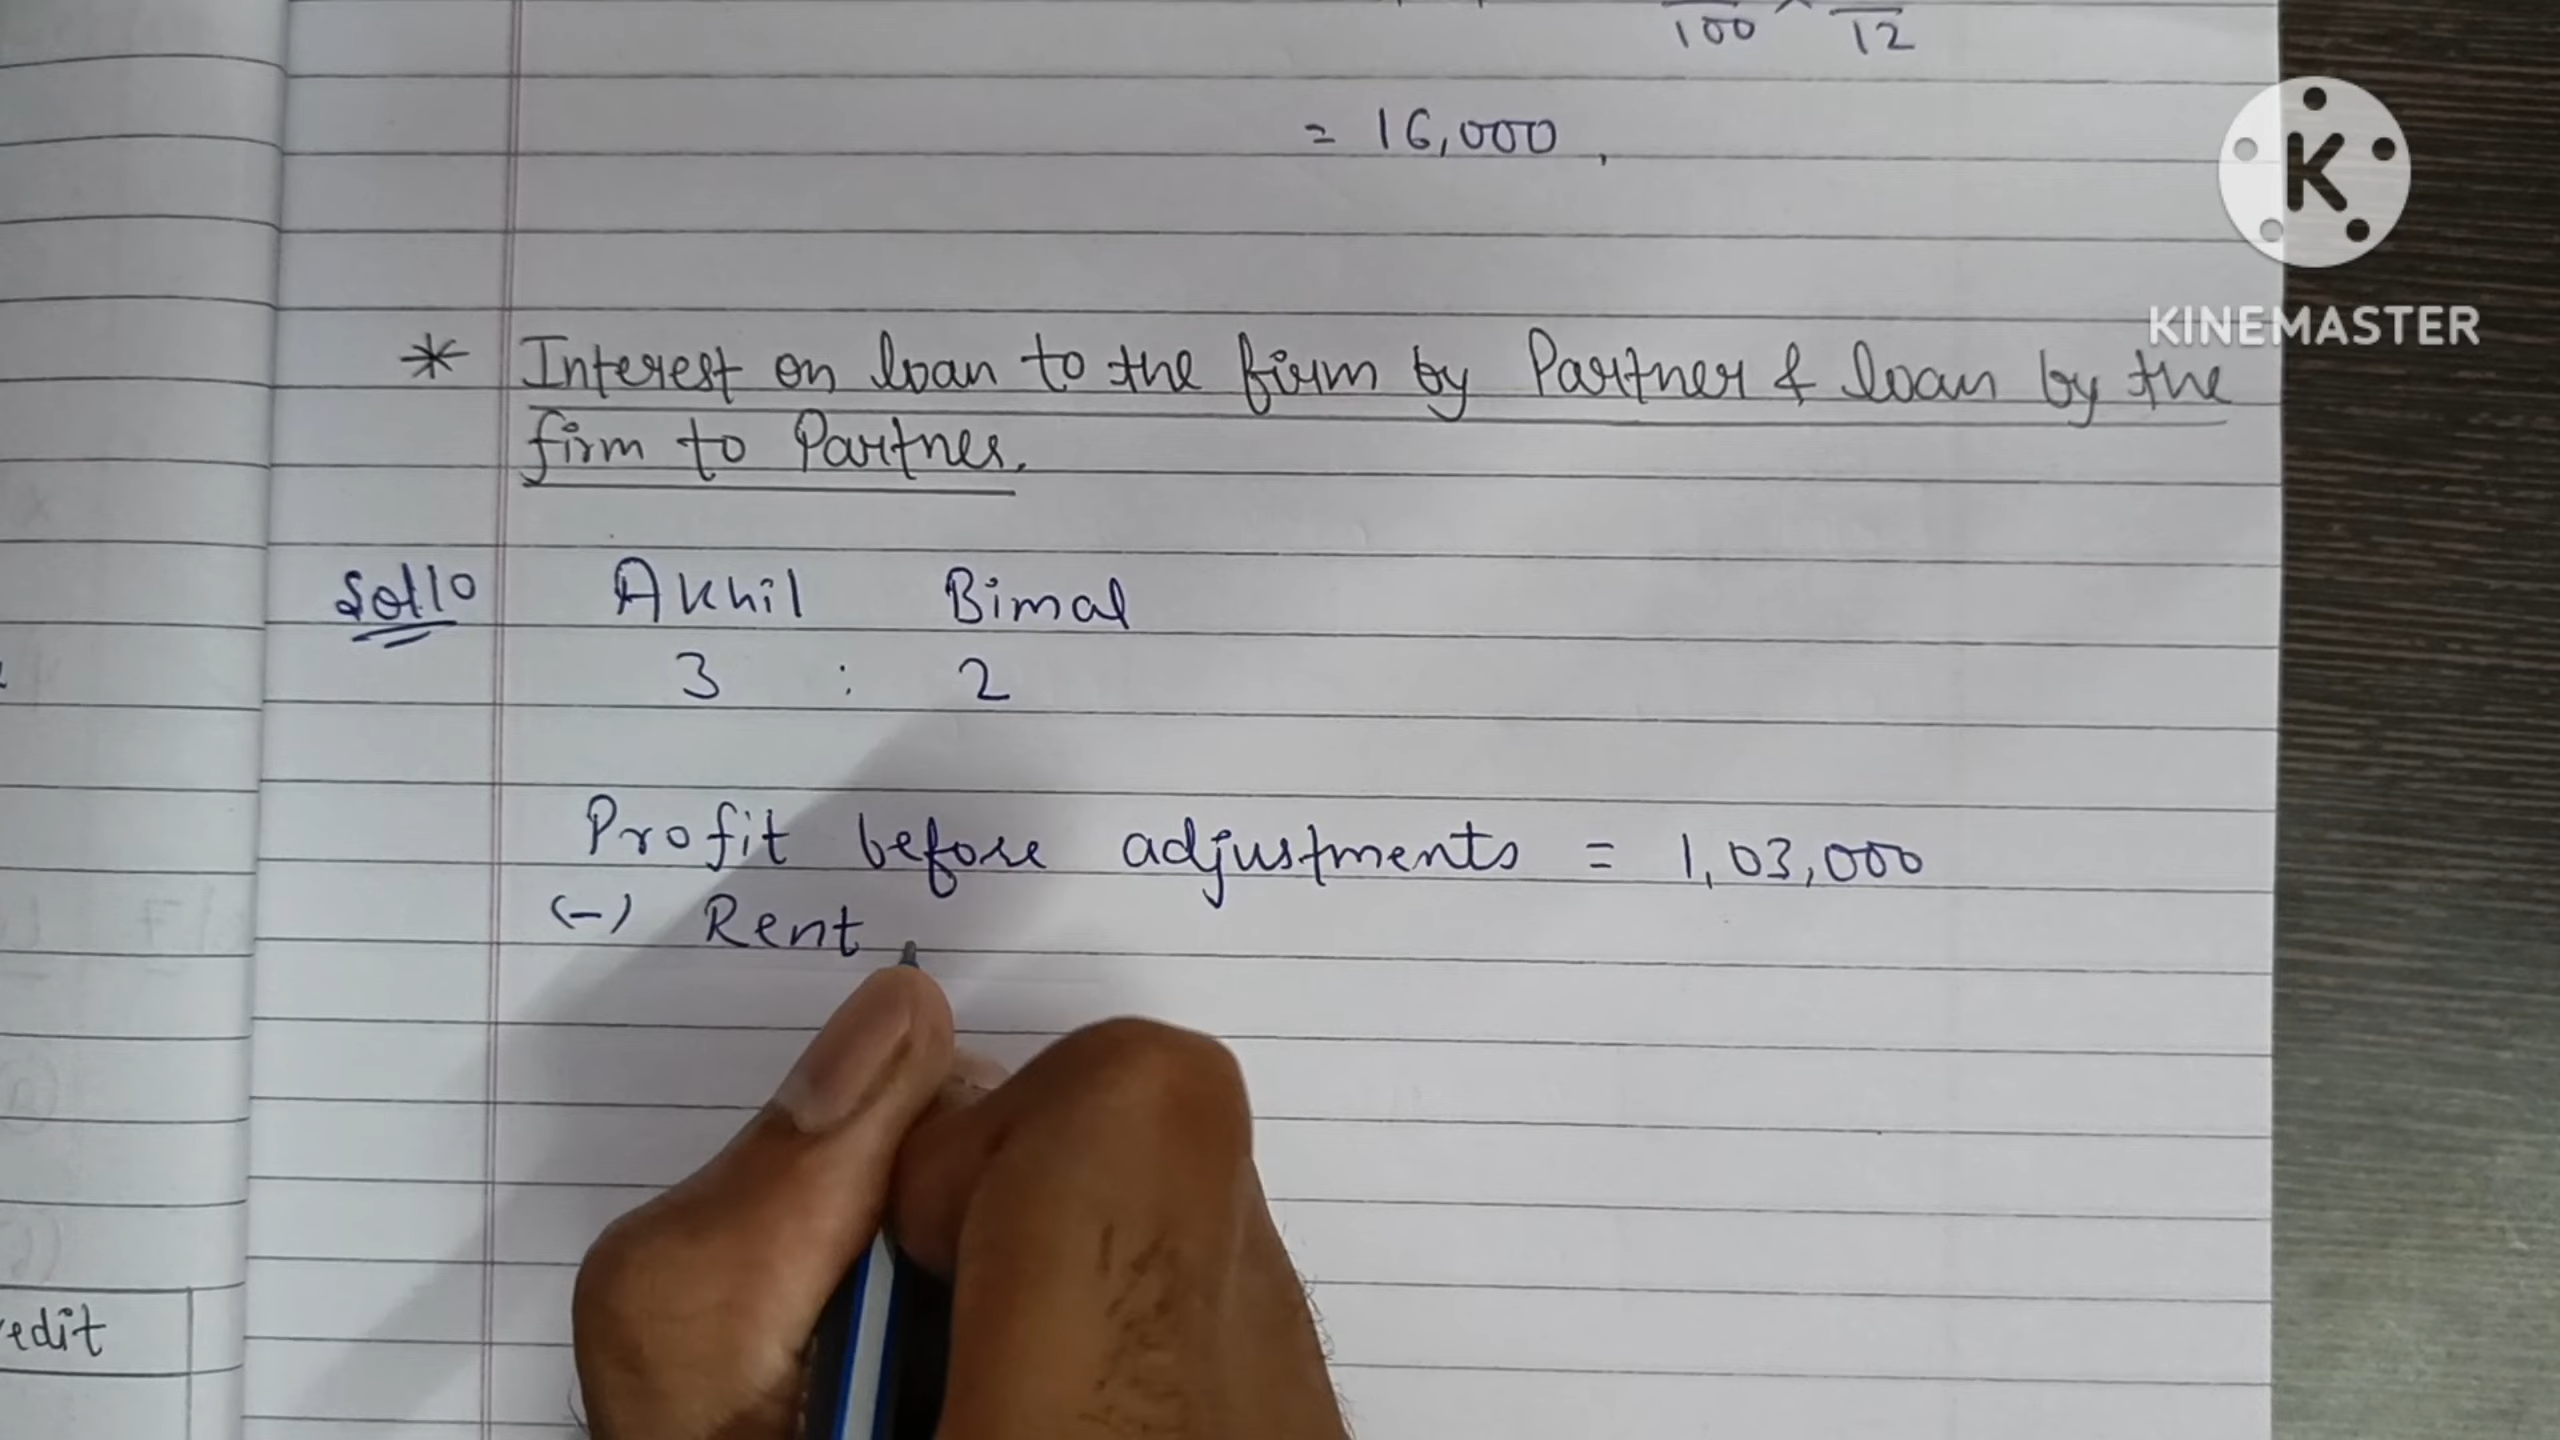 100 × 12
= 16,000
K
KINEMASTER
* Interest on loan to the firm by Partner & loan by the
firm to Partner.
Sol10 Akhil Bimal
3 : 2
Profit before adjustments = 1,03,000
(-) Rent
edit